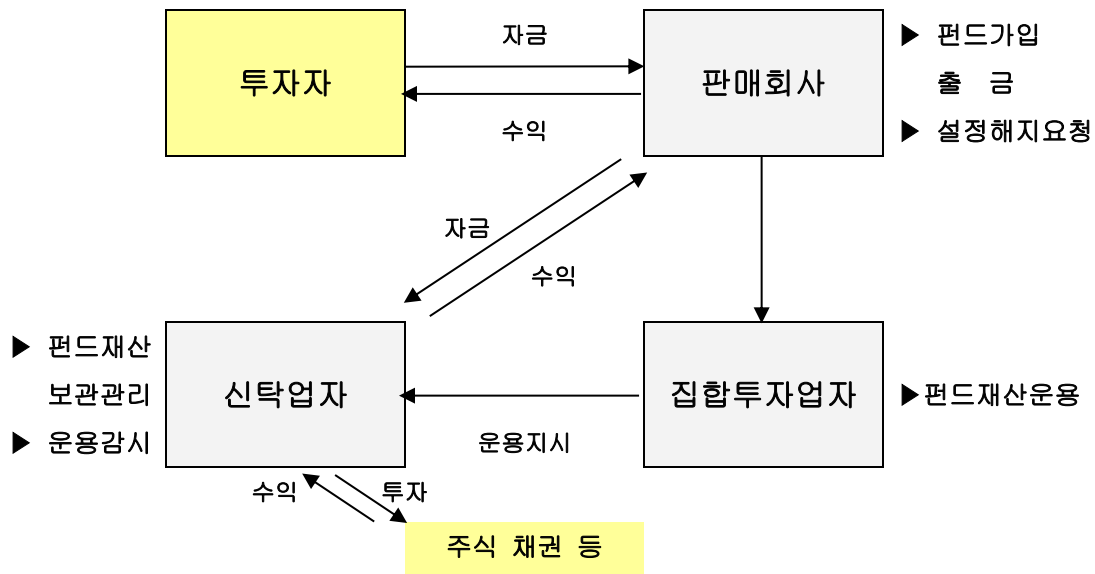 자금
▶ 펀드가입
투자자
판매회사
출 금
수익
▶ 설정해지요청
자금
수익
▶ 펀드재산
보관관리
신탁업자
집합투자업자
▶펀드재산운용
▶ 운용감시
운용지시
수익
투자
주식 채권 등